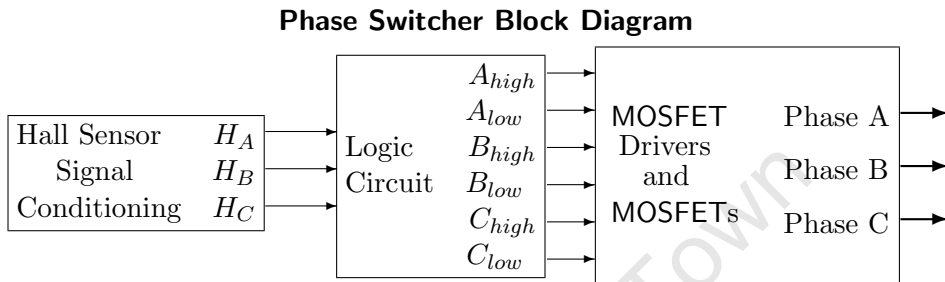 Phase Switcher Block Diagram
Hall Sensor
Signal
Conditioning
H_A
H_B
H_C
Logic
Circuit
A_high
A_low
B_high
B_low
C_high
C_low
MOSFET
Drivers
and
MOSFETs
Phase A
Phase B
Phase C
Town